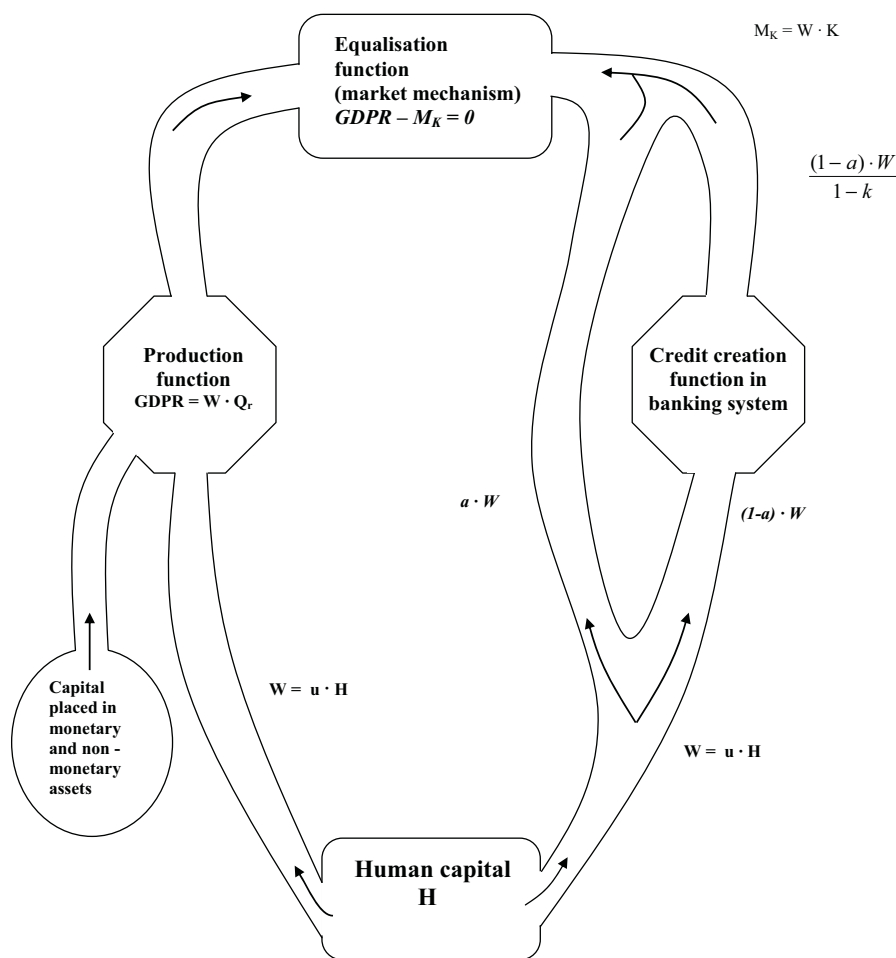 Equalisation
function
(market mechanism)
GDPR – M_K = 0
M_K = W · K
(1 − a) · W
1 − k
Production
function
GDPR = W · Q_r
Credit creation
function in
banking system
a · W
(1-a) · W
Capital
placed in
monetary
and non -
monetary
assets
W =  u · H
W =  u · H
Human capital
H